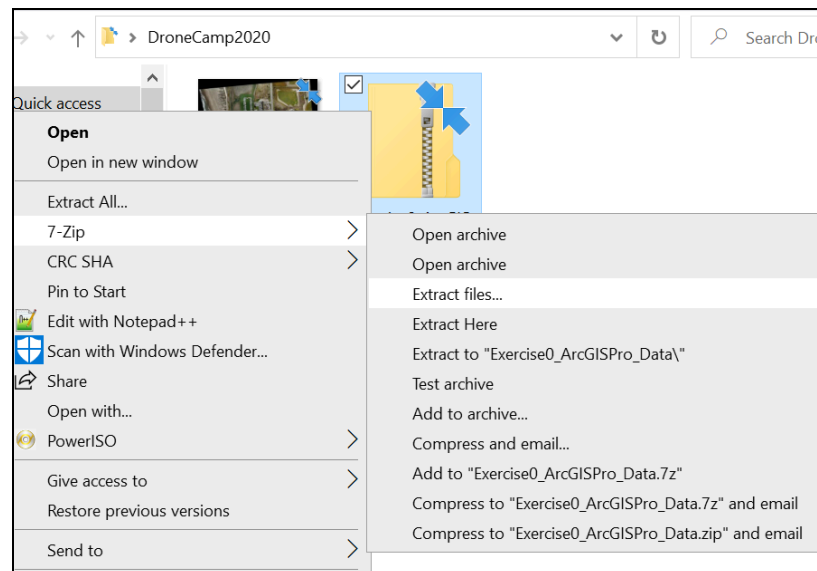 DroneCamp2020
Search Dro
Quick access
Open
Open in new window
Extract All...
7-Zip
CRC SHA
Pin to Start
Edit with Notepad++
Scan with Windows Defender...
Share
Open with...
PowerISO
Give access to
Restore previous versions
Send to
Open archive
Open archive
Extract files...
Extract Here
Extract to "Exercise0_ArcGISPro_Data\"
Test archive
Add to archive...
Compress and email...
Add to "Exercise0_ArcGISPro_Data.7z"
Compress to "Exercise0_ArcGISPro_Data.7z" and email
Compress to "Exercise0_ArcGISPro_Data.zip" and email